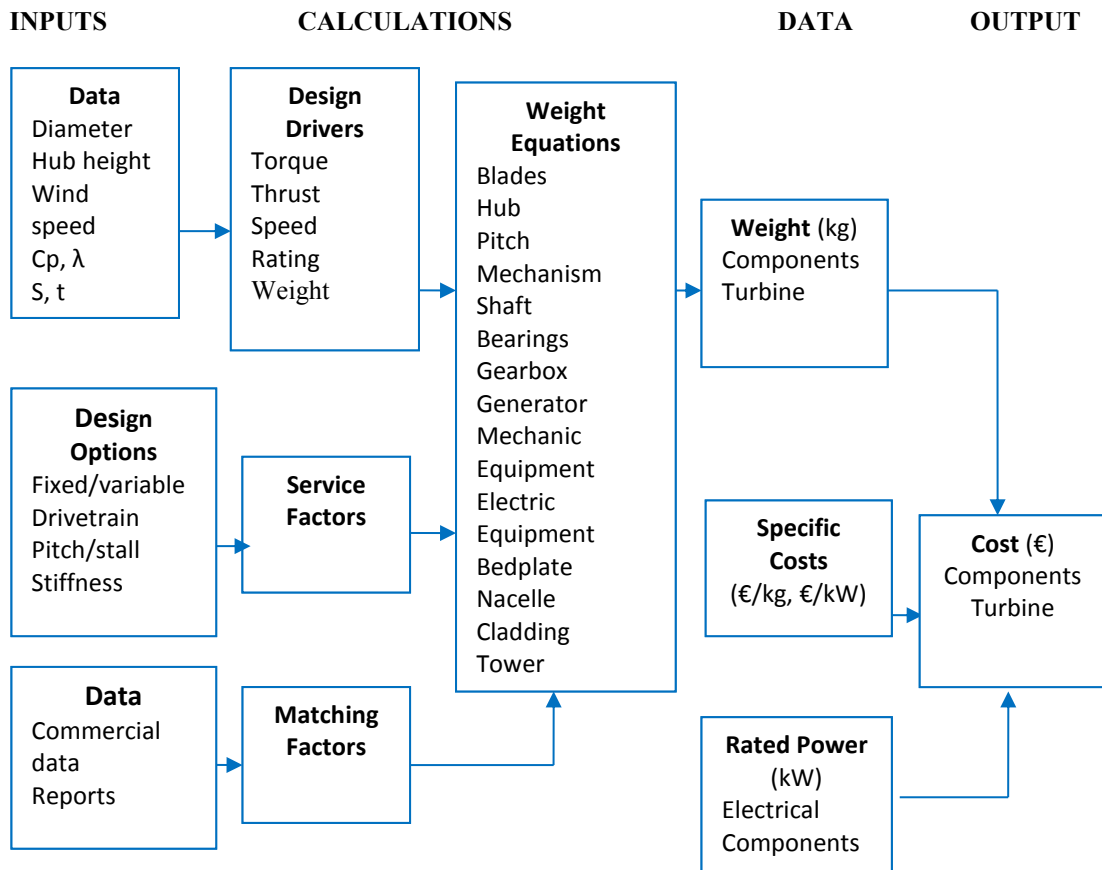 INPUTS
CALCULATIONS
DATA
OUTPUT
Data
Diameter
Hub height
Wind
speed
Cp, λ
S, t
Design
Drivers
Torque
Thrust
Speed
Rating
Weight
Weight
Equations
Blades
Hub
Pitch
Mechanism
Shaft
Bearings
Gearbox
Generator
Mechanic
Equipment
Electric
Equipment
Bedplate
Nacelle
Cladding
Tower
Weight (kg)
Components
Turbine
Design
Options
Fixed/variable
Drivetrain
Pitch/stall
Stiffness
Service
Factors
Specific
Costs
(€/kg, €/kW)
Cost (€)
Components
Turbine
Data
Commercial
data
Reports
Matching
Factors
Rated Power
(kW)
Electrical
Components